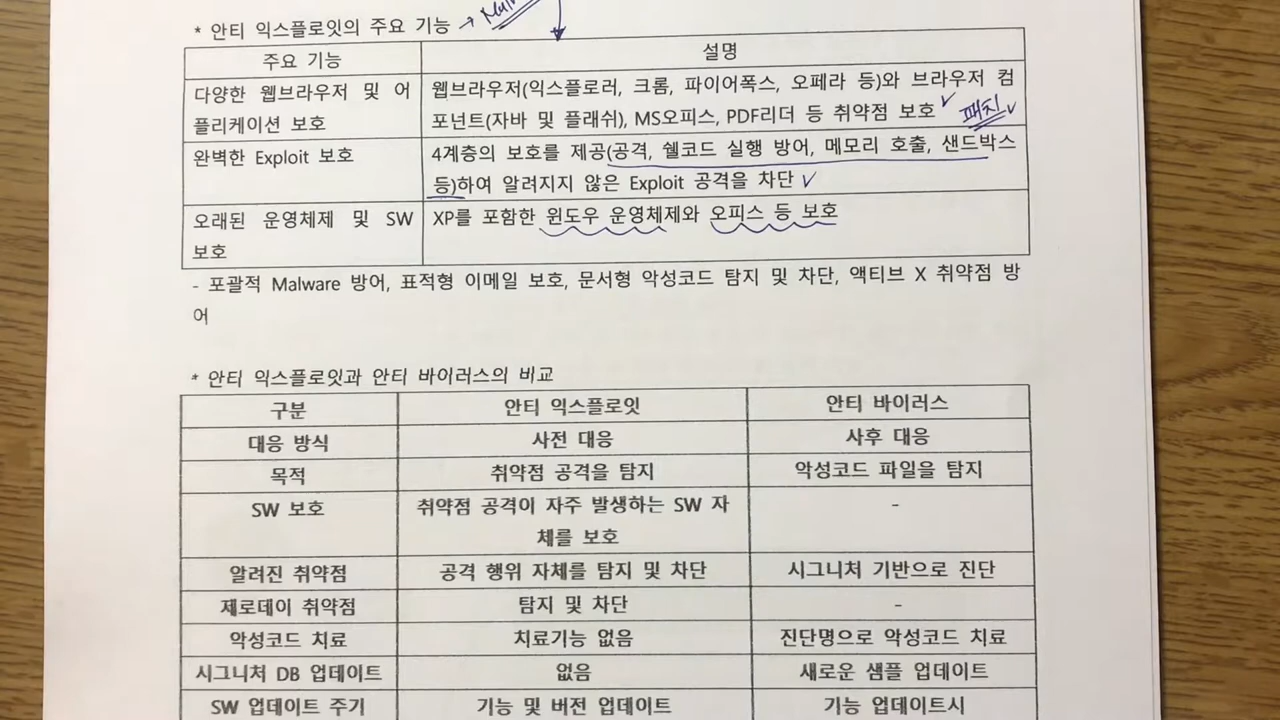 * 안티 익스플로잇의 주요 기능 →
주요 기능 설명
다양한 웹브라우저 및 어 웹브라우저(익스플로러, 크롬, 파이어폭스, 오페라 등)와 브라우저 컴
플리케이션 보호 포넌트(자바 및 플래쉬), MS오피스, PDF리더 등 취약점 보호 ✓ 패치 ✓
완벽한 Exploit 보호 4계층의 보호를 제공(공격, 쉘코드 실행 방어, 메모리 호출, 샌드박스
등)하여 알려지지 않은 Exploit 공격을 차단 ✓
오래된 운영체제 및 SW XP를 포함한 윈도우 운영체제와 오피스 등 보호
보호
- 포괄적 Malware 방어, 표적형 이메일 보호, 문서형 악성코드 탐지 및 차단, 액티브 X 취약점 방
어
* 안티 익스플로잇과 안티 바이러스의 비교
구분 안티 익스플로잇 안티 바이러스
대응 방식 사전 대응 사후 대응
목적 취약점 공격을 탐지 악성코드 파일을 탐지
SW 보호 취약점 공격이 자주 발생하는 SW 자 -
체를 보호
알려진 취약점 공격 행위 자체를 탐지 및 차단 시그니처 기반으로 진단
제로데이 취약점 탐지 및 차단 -
악성코드 치료 치료기능 없음 진단명으로 악성코드 치료
시그니처 DB 업데이트 없음 새로운 샘플 업데이트
SW 업데이트 주기 기능 및 버전 업데이트 기능 업데이트시